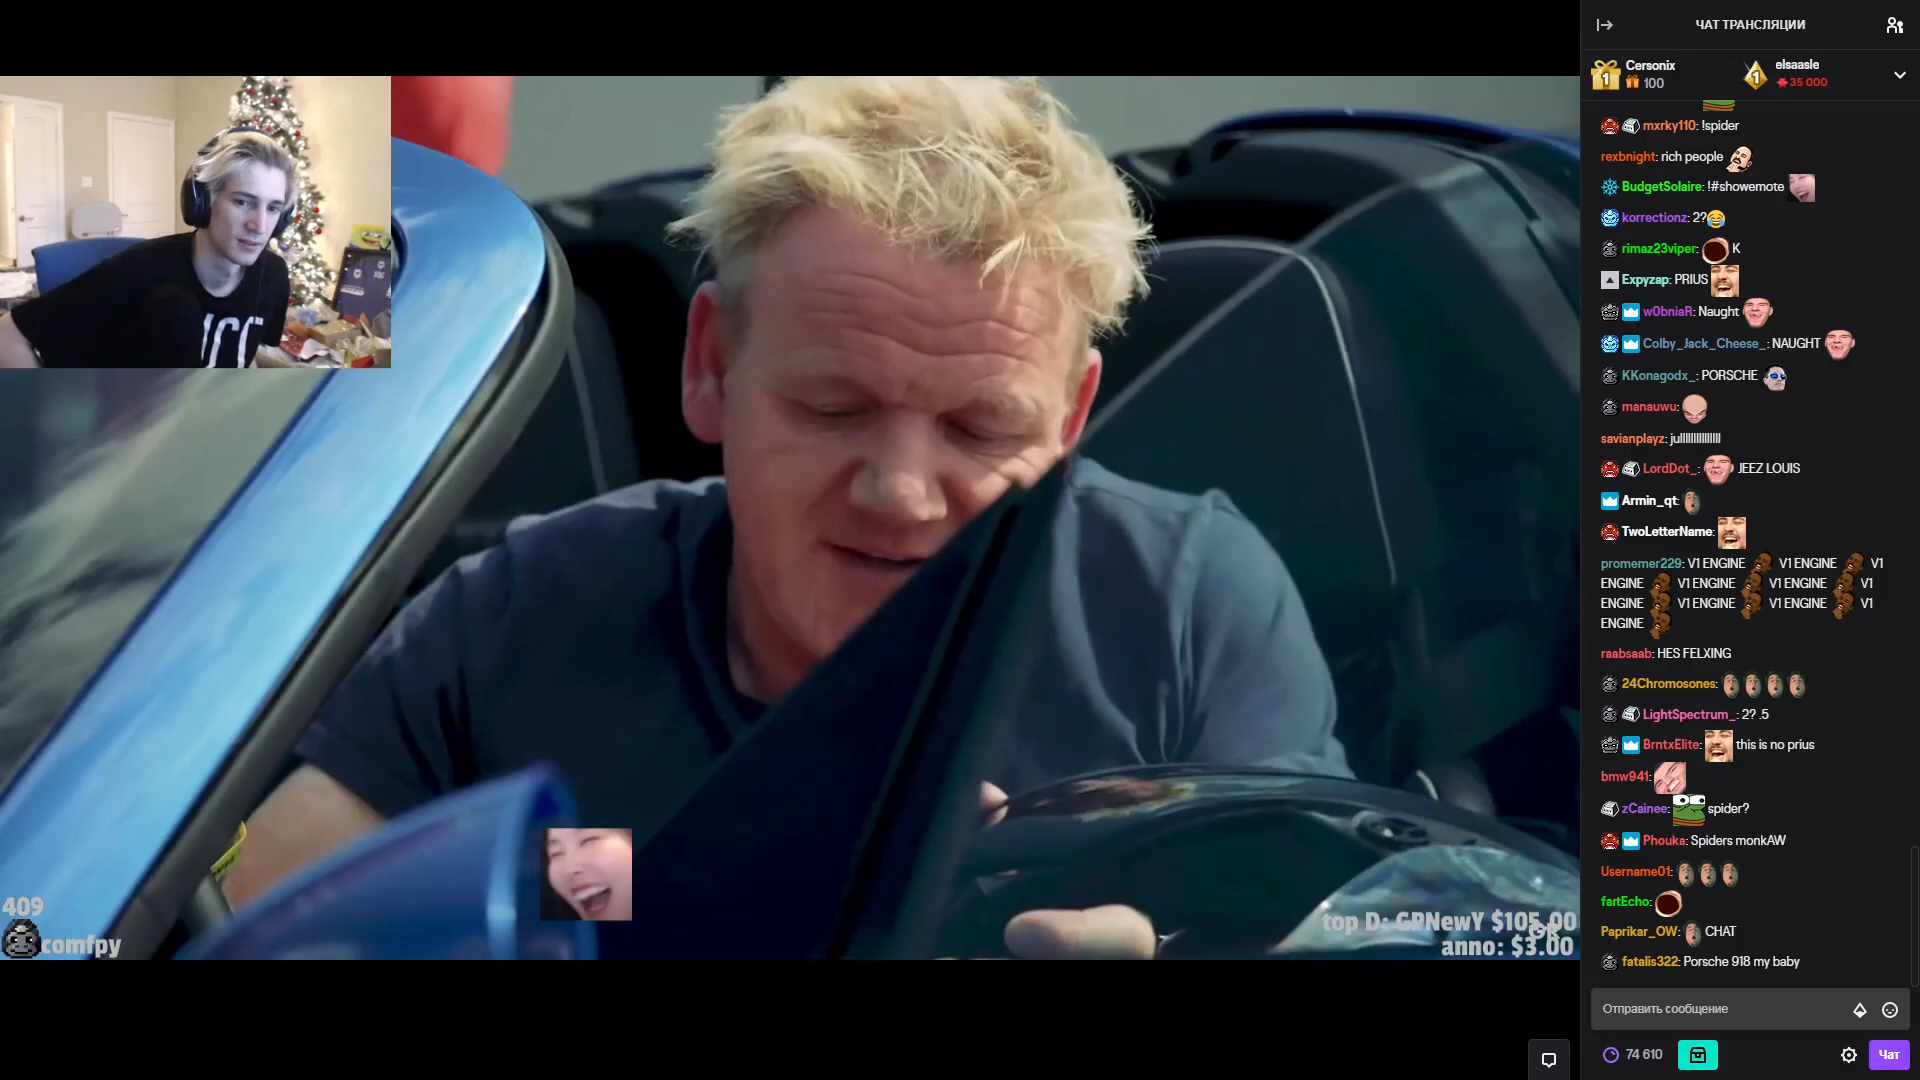 409
comfpy
top D: GPNewY $105.00
anno: $3.00
ЧАТ ТРАНСЛЯЦИИ
Cersonix
100
elsaasle
35 000
mxrky110: !spider
rexbnight: rich people
BudgetSolaire: !#showemote
korrectionz: 2?
rimaz23viper: K
Expyzap: PRIUS
w0bniaR: Naught
Colby_Jack_Cheese_: NAUGHT
KKonagodx_: PORSCHE
manauwu:
savianplayz: julllllllllllllll
LordDot_: JEEZ LOUIS
Armin_qt:
TwoLetterName:
promemer229: V1 ENGINE V1 ENGINE V1
ENGINE V1 ENGINE V1 ENGINE V1
ENGINE V1 ENGINE V1 ENGINE V1
ENGINE
raabsaab: HES FELXING
24Chromosones:
LightSpectrum_: 2? .5
BrntxElite: this is no prius
bmw941:
zCainee: spider?
Phouka: Spiders monkAW
Username01:
fartEcho:
Paprikar_OW: CHAT
fatalis322: Porsche 918 my baby
Отправить сообщение
74 610
Чат